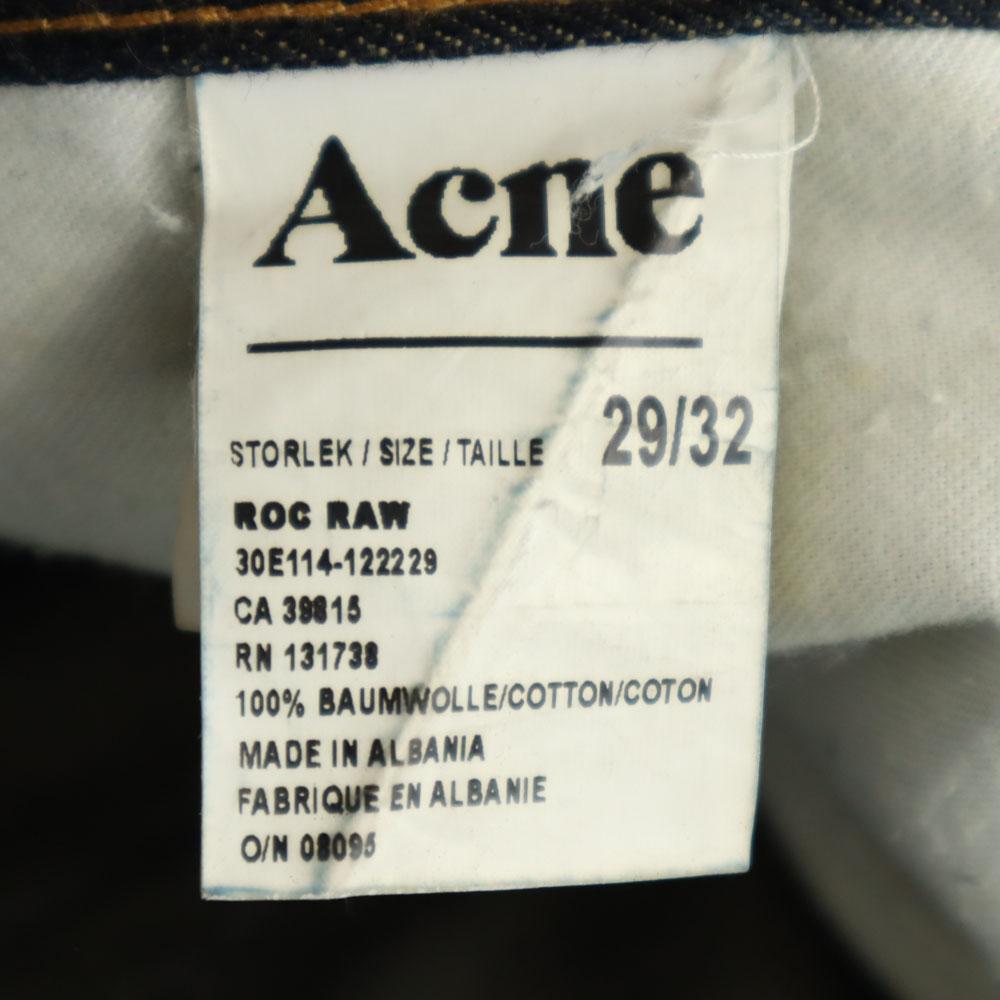 Acne
STORLEK / SIZE / TAILLE 29/32
ROC RAW
30E114-122229
CA 39815
RN 131738
100% BAUMWOLLE/COTTON/COTON
MADE IN ALBANIA
FABRIQUE EN ALBANIE
O/N 08095